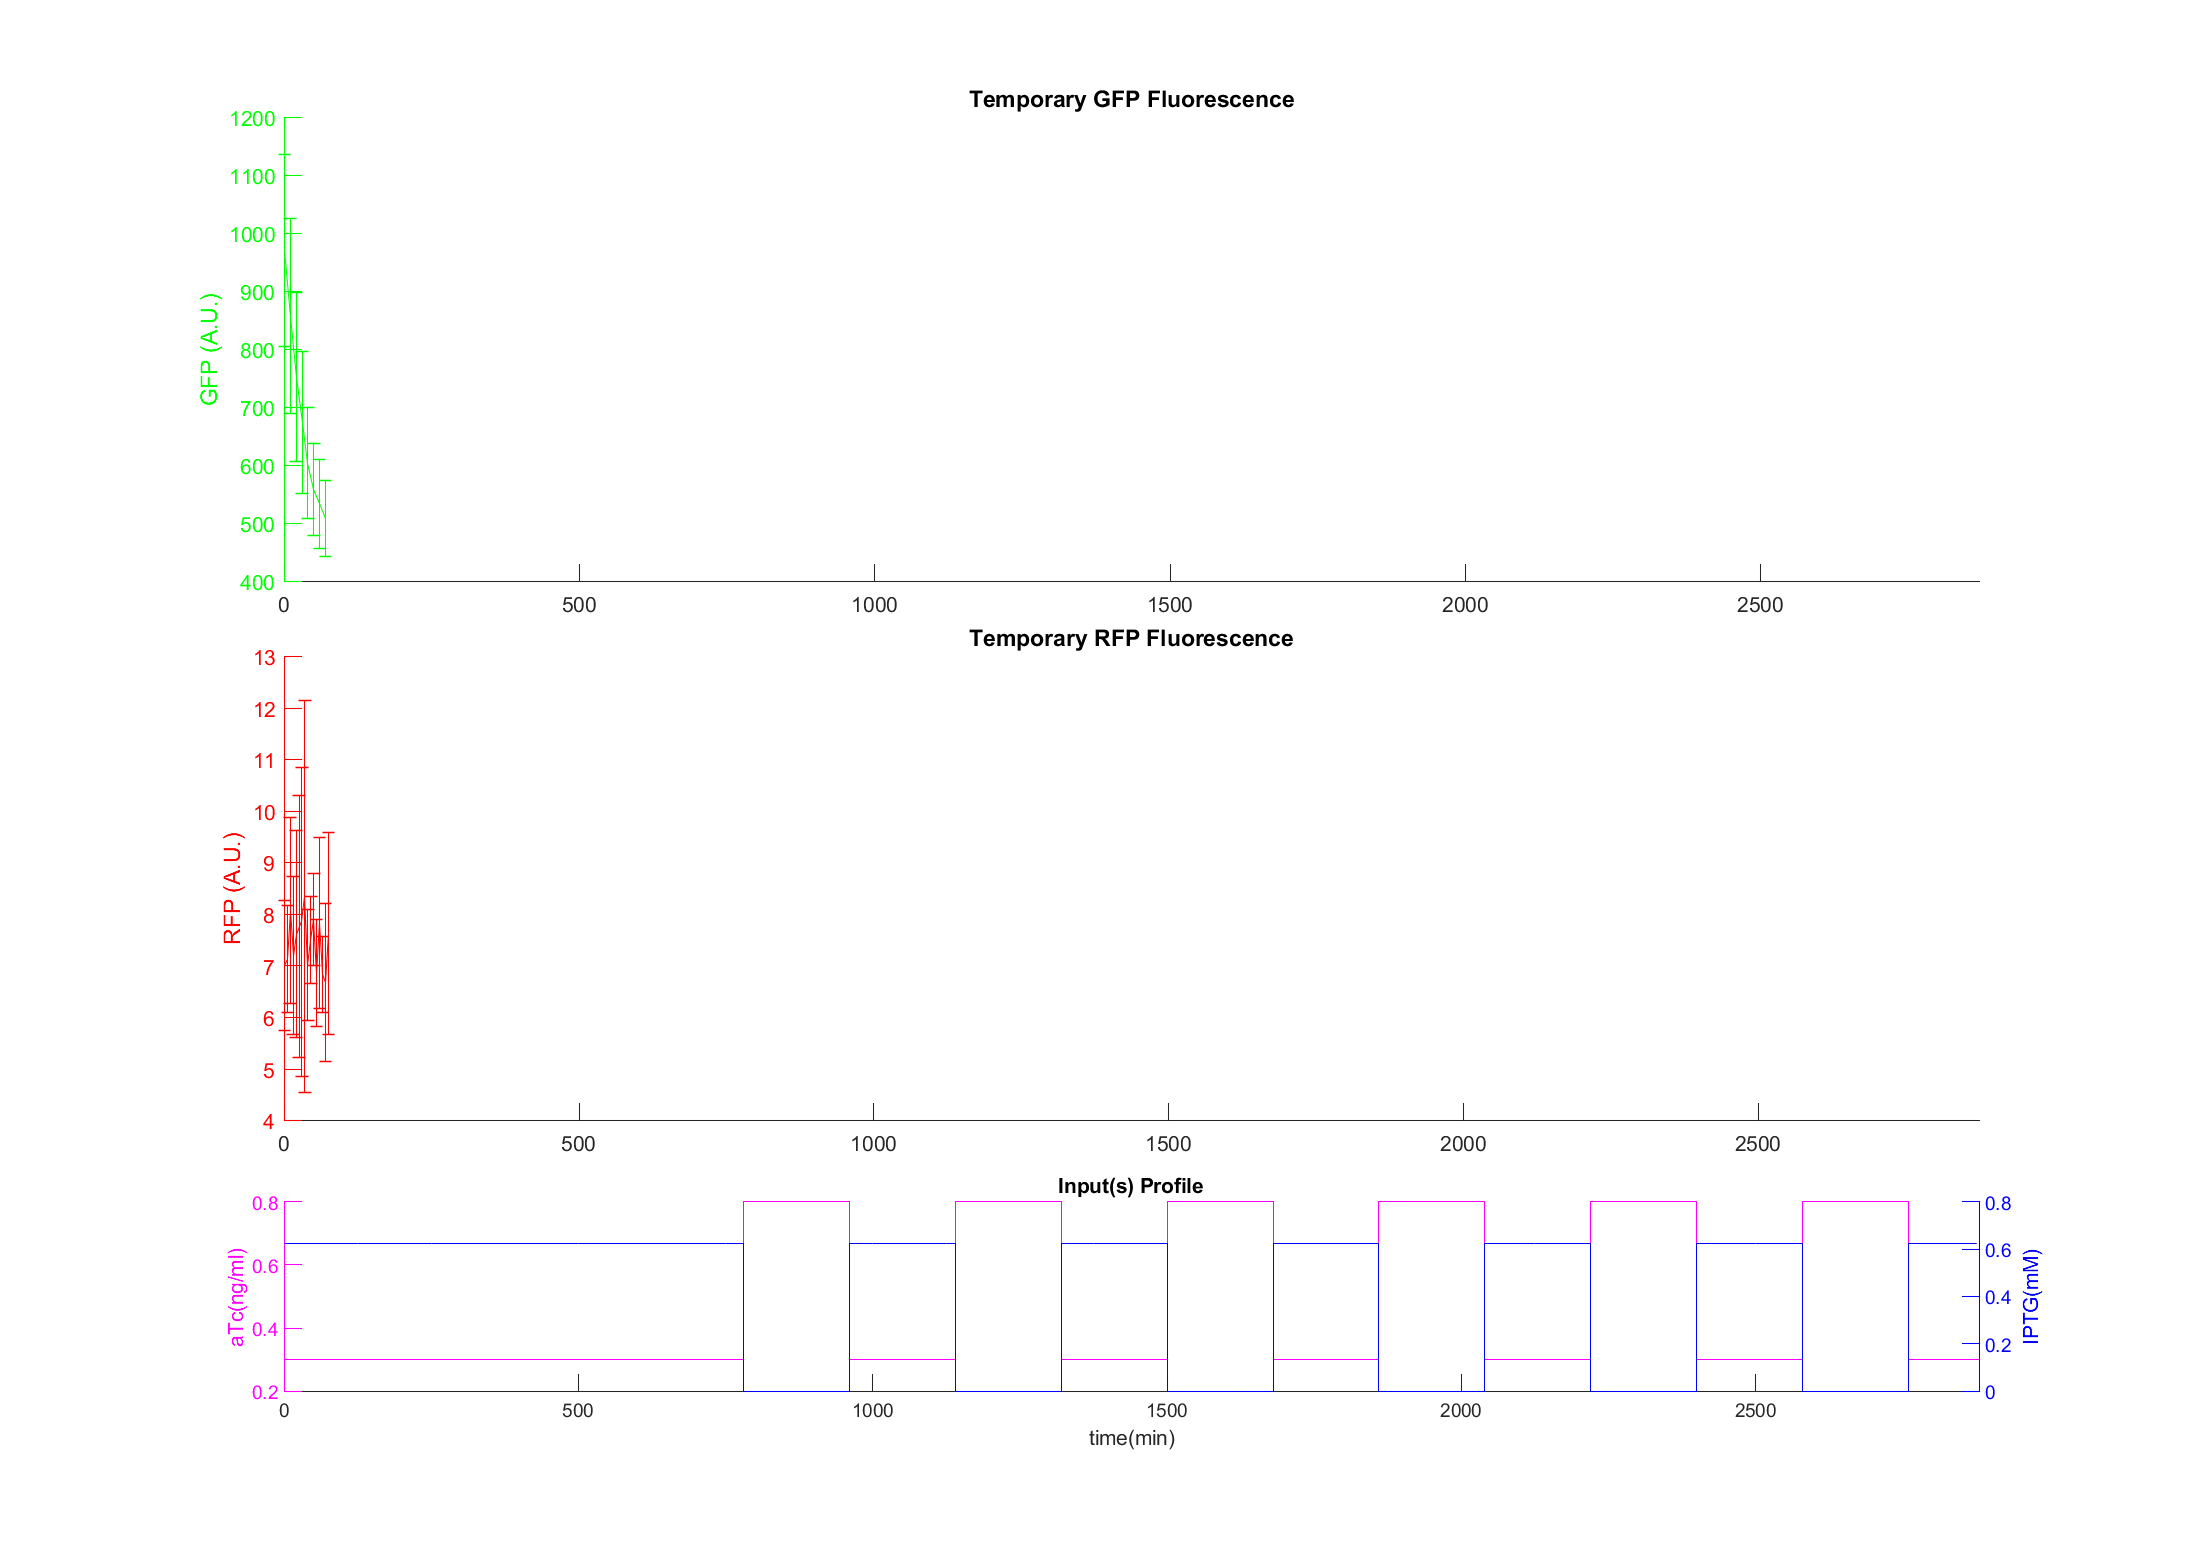 Temporary GFP Fluorescence
1200
1100
1000
900
800
700
600
500
400
GFP (A.U.)
0 500 1000 1500 2000 2500
Temporary RFP Fluorescence
13
12
11
10
9
8
7
6
5
4
RFP (A.U.)
0 500 1000 1500 2000 2500
Input(s) Profile
0.8
0.6
0.4
0.2
aTc(ng/ml)
0.8
0.6
0.4
0.2
0
IPTG(mM)
0 500 1000 1500 2000 2500
time(min)